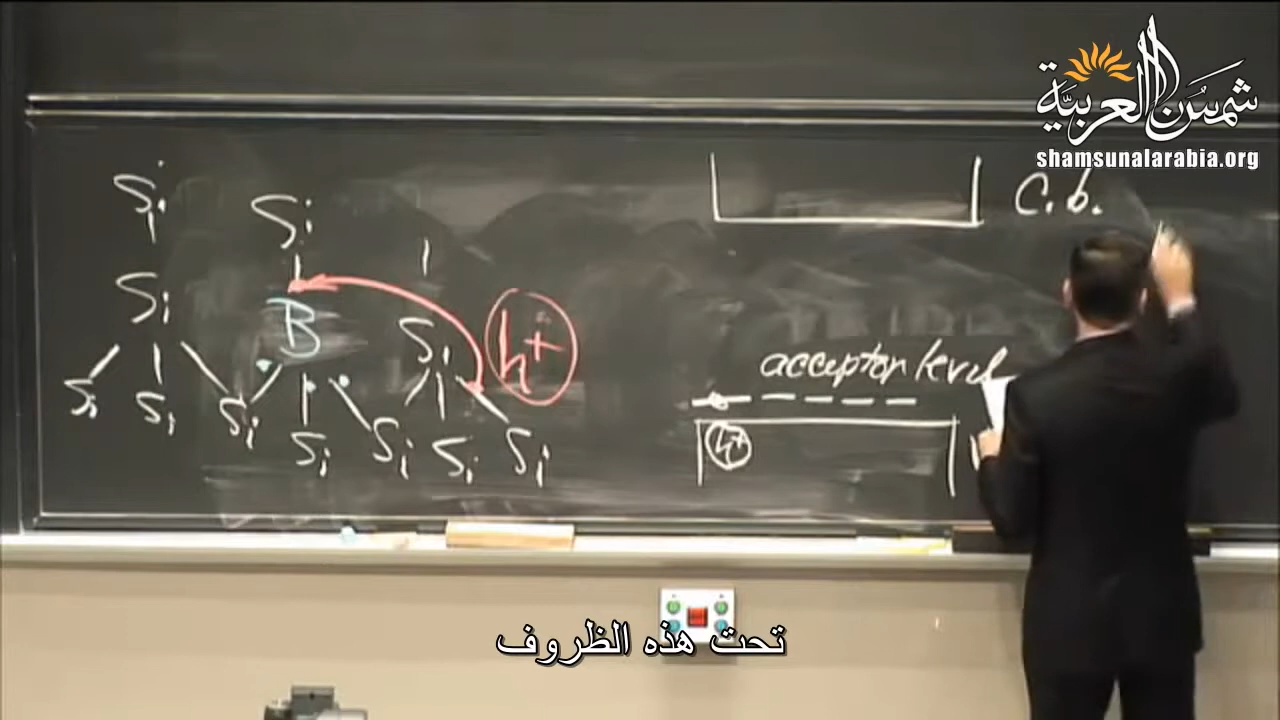 شمس العربية
shamsunalarabia.org
Si
Si
Si
B
Si
h+
Si Si Si Si Si Si Si
c.b.
acceptor level
h+
تحت هذه الظروف